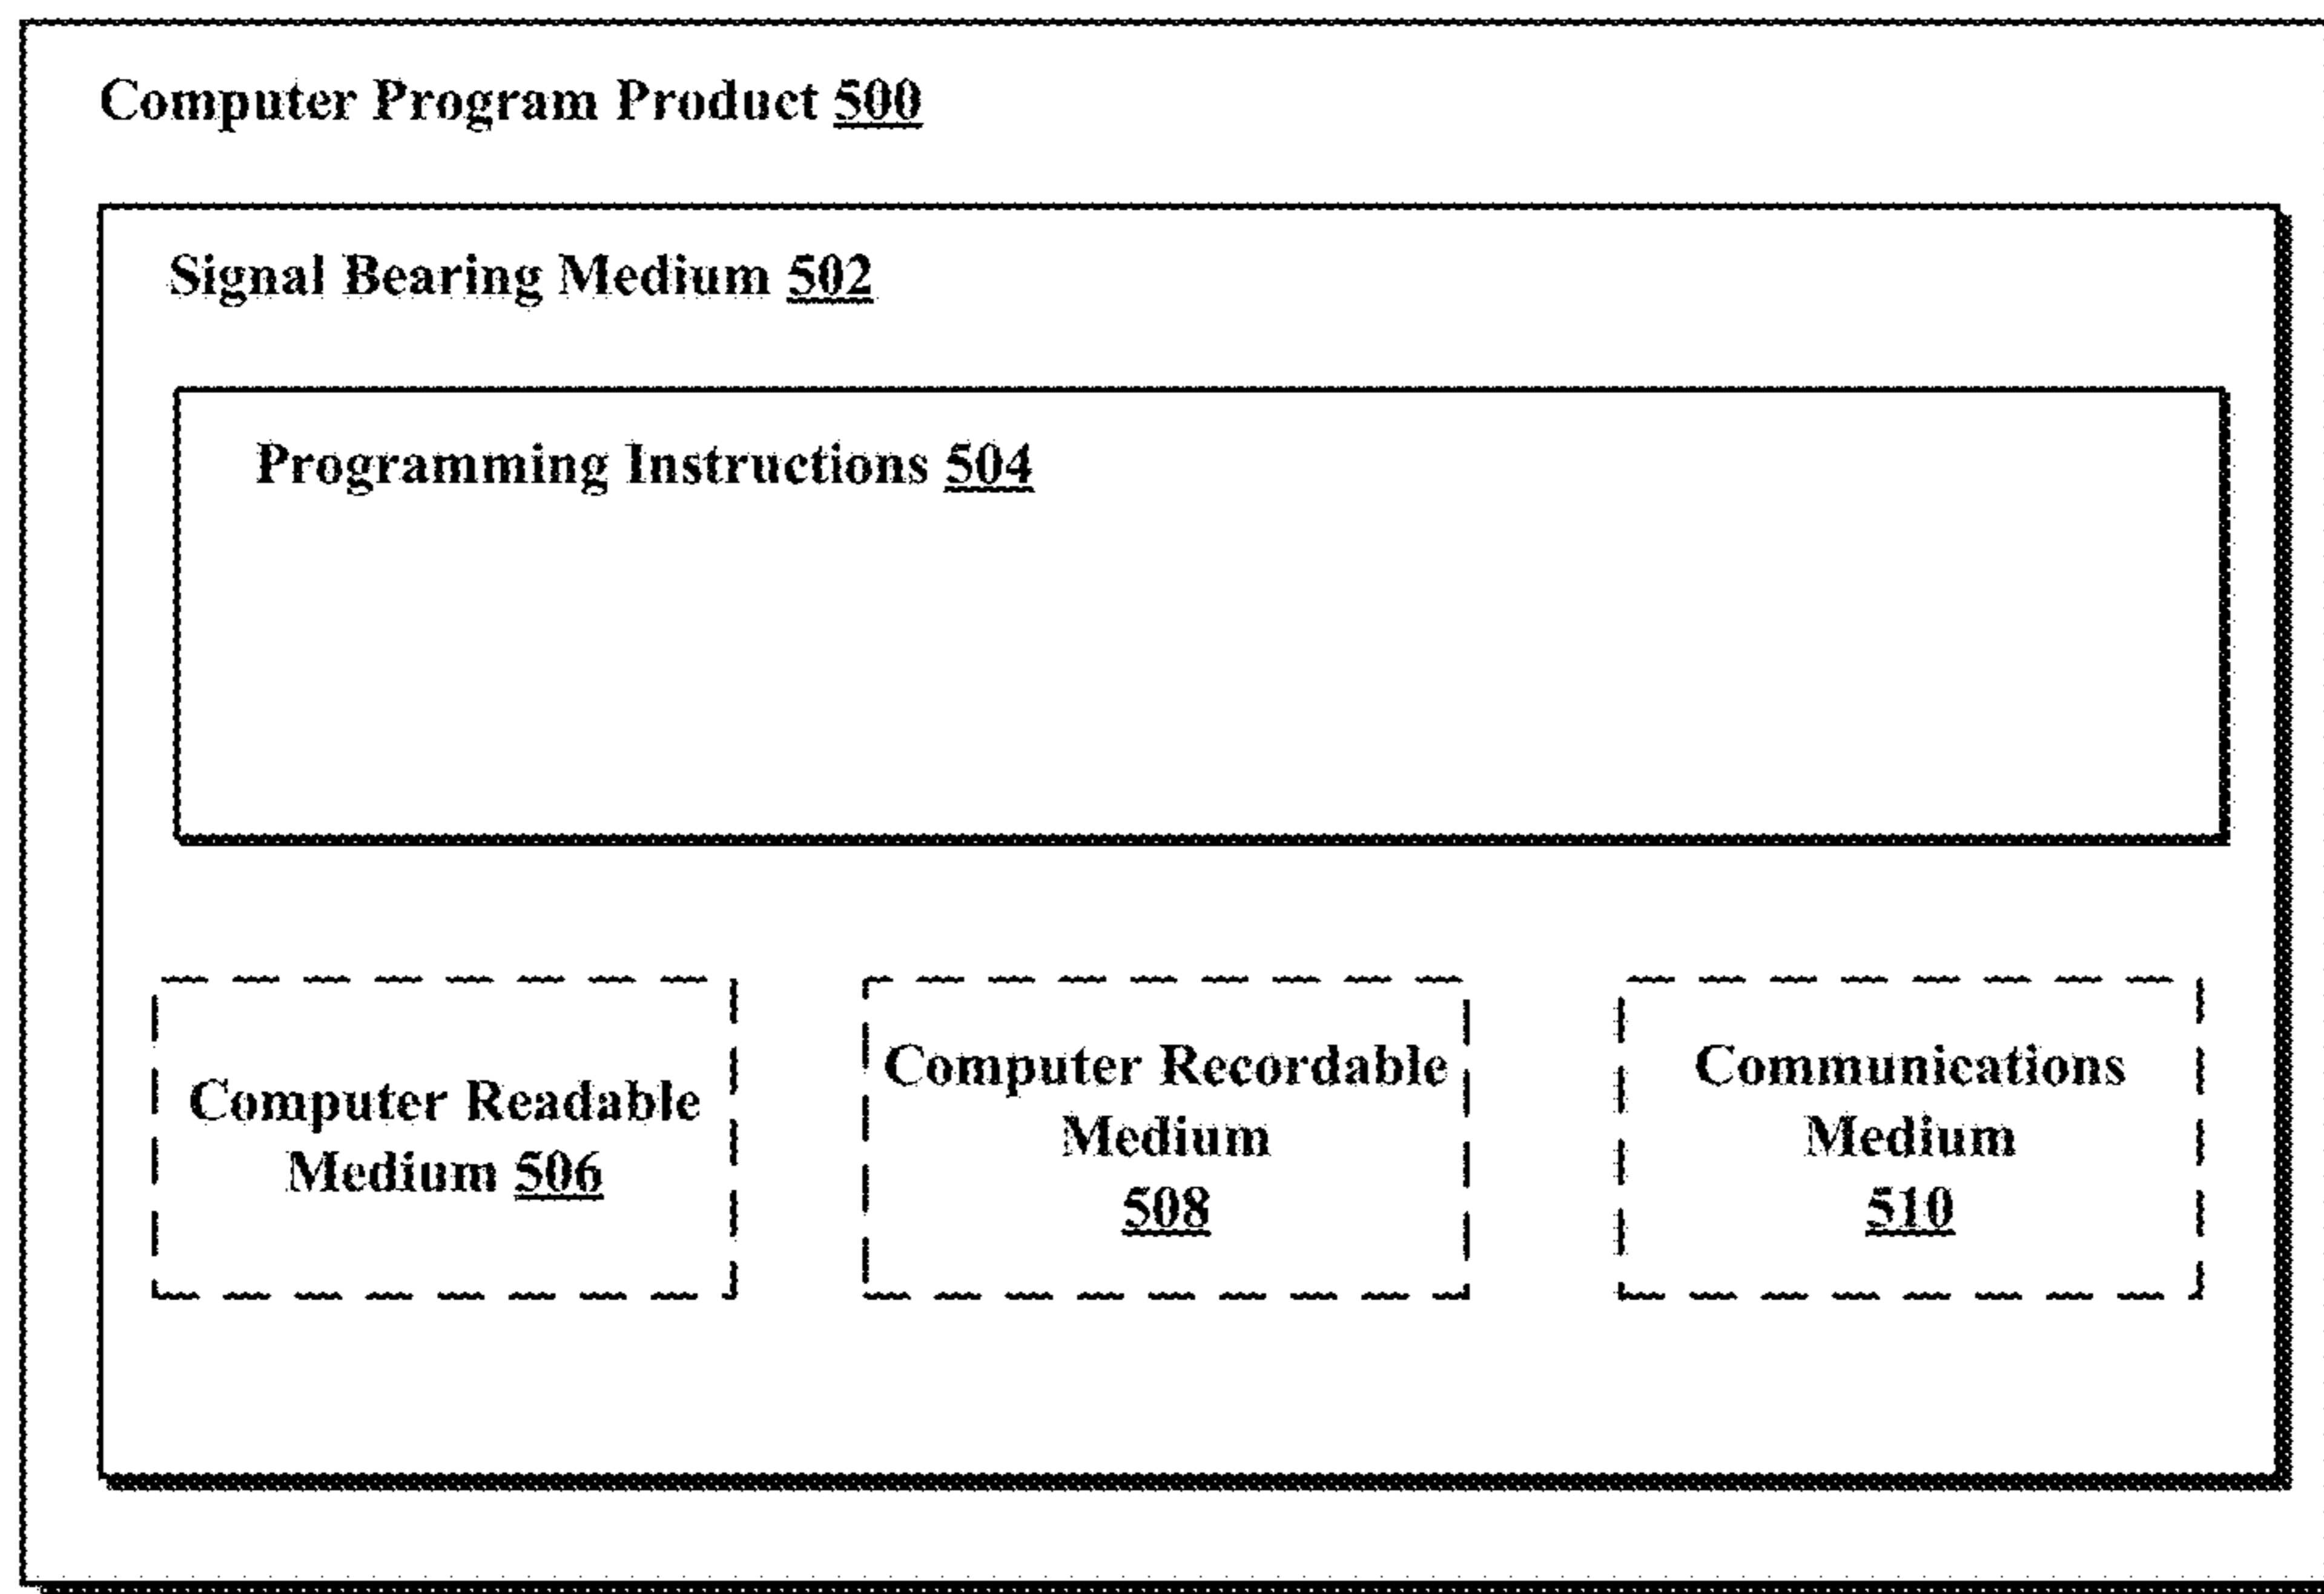 Computer Program Product 500
Signal Bearing Medium 502
Programming Instructions 504
Computer Readable
Medium 506
Computer Recordable
Medium
508
Communications
Medium
510